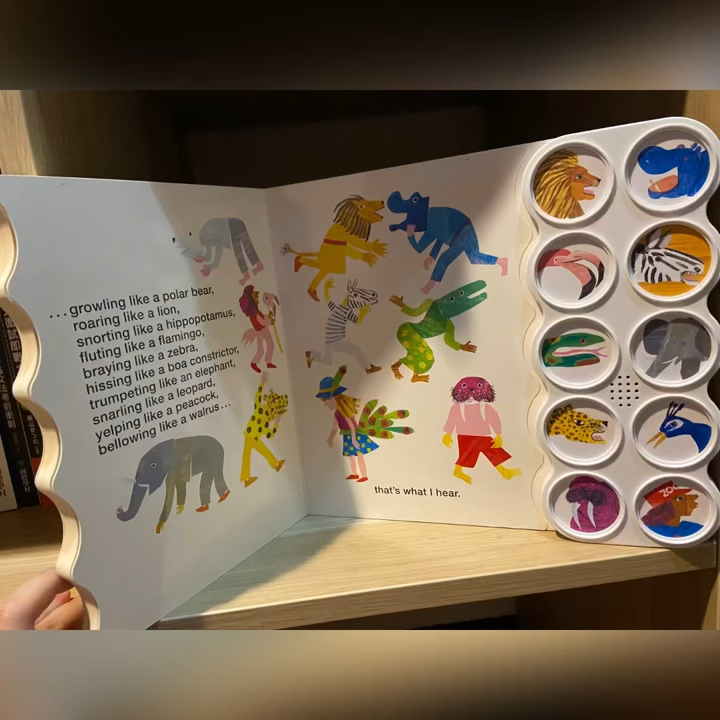 ...growling like a polar bear,
roaring like a lion,
snorting like a hippopotamus,
fluting like a flamingo,
braying like a zebra,
hissing like a boa constrictor,
trumpeting like an elephant,
snarling like a leopard,
yelping like a peacock,
bellowing like a walrus...
that's what I hear.
ZOO